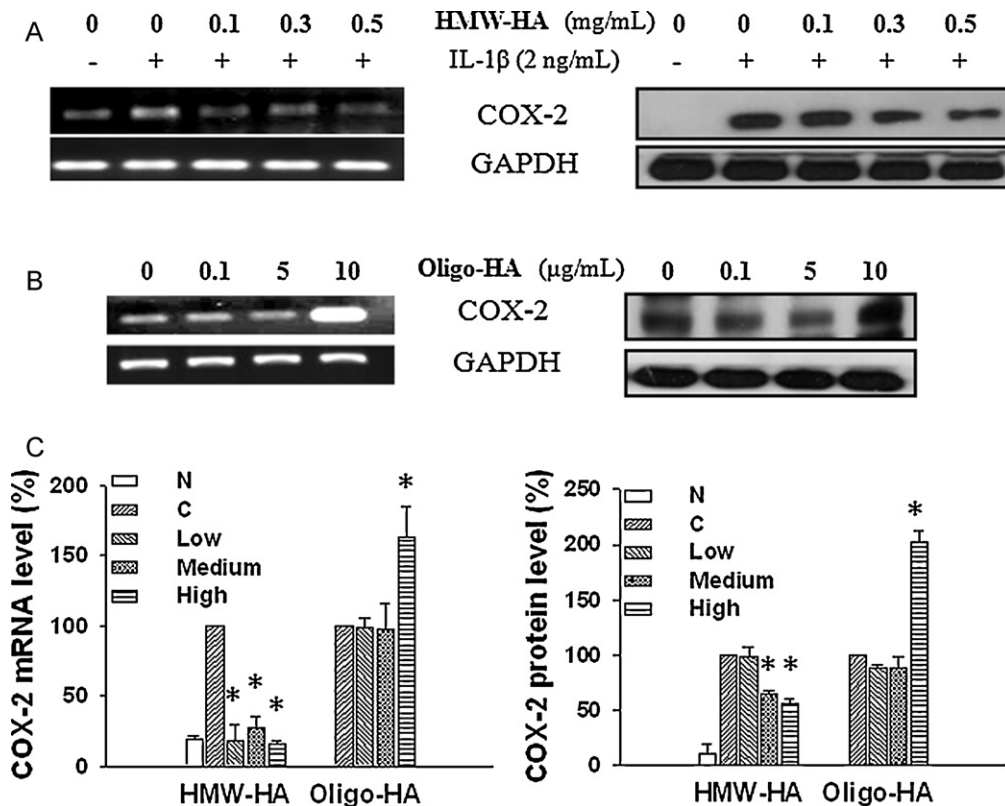 A
0 0 0.1 0.3 0.5 HMW-HA (mg/mL) 0 0 0.1 0.3 0.5
- + + + + IL-1β (2 ng/mL) - + + + +
COX-2
GAPDH
B
0 0.1 5 10 Oligo-HA (μg/mL) 0 0.1 5 10
COX-2
GAPDH
C
COX-2 mRNA level (%)
200
150
100
50
0
N
C
Low
Medium
High
* * * *
HMW-HA Oligo-HA
COX-2 protein level (%)
250
200
150
100
50
0
N
C
Low
Medium
High
* * *
HMW-HA Oligo-HA